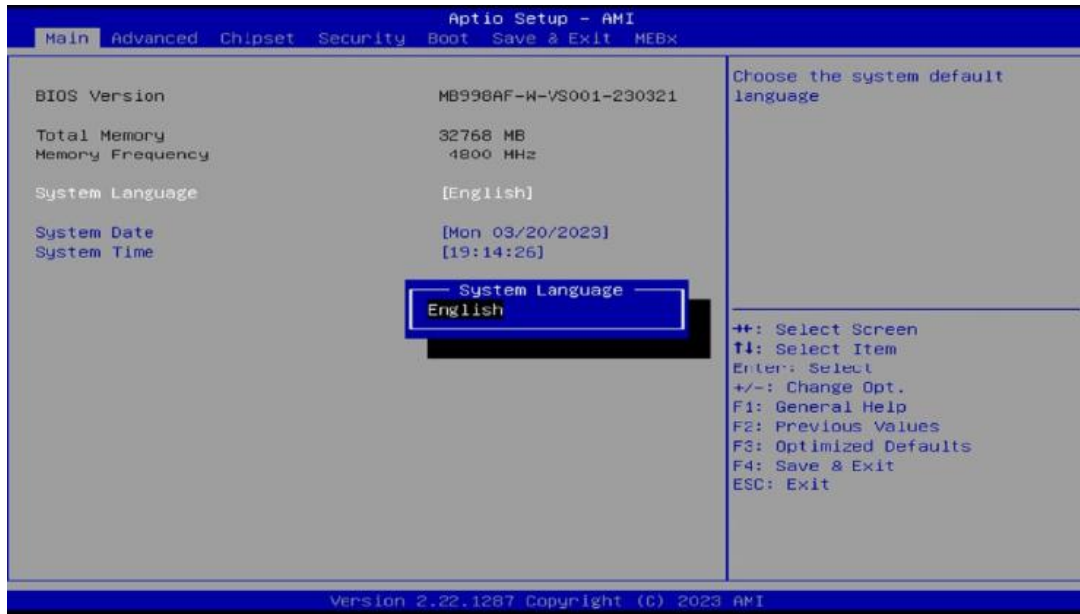 Aptio Setup – AMI
Main Advanced Chipset Security Boot Save & Exit MEBx
BIOS Version MB998AF-W-VS001-230321
Total Memory 32768 MB
Memory Frequency 4800 MHz
System Language [English]
System Date [Mon 03/20/2023]
System Time [19:14:26]
System Language
English
Choose the system default
language
→←: Select Screen
↑↓: Select Item
Enter: Select
+/-: Change Opt.
F1: General Help
F2: Previous Values
F3: Optimized Defaults
F4: Save & Exit
ESC: Exit
Version 2.22.1287 Copyright (C) 2023 AMI